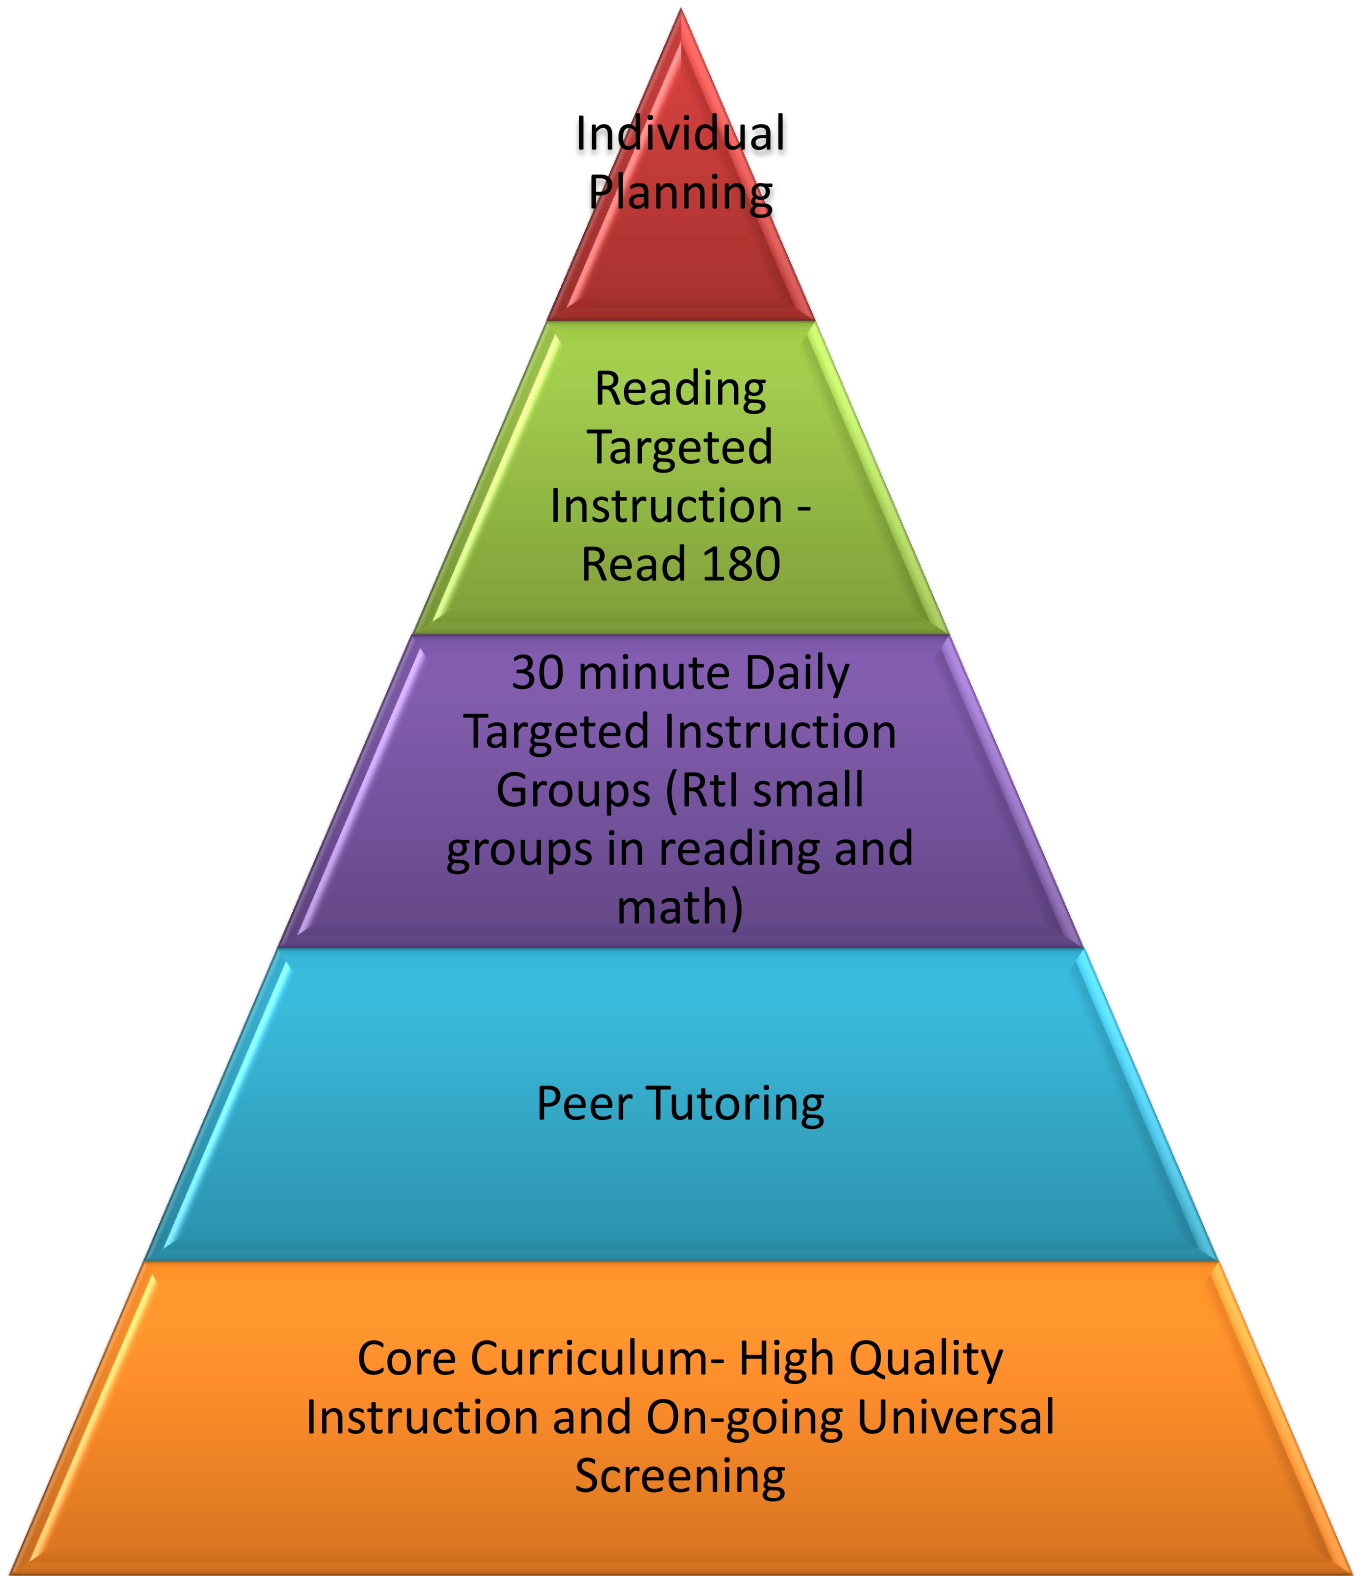 Individual
Planning
Reading
Targeted
Instruction -
Read 180
30 minute Daily
Targeted Instruction
Groups (RtI small
groups in reading and
math)
Peer Tutoring
Core Curriculum- High Quality
Instruction and On-going Universal
Screening